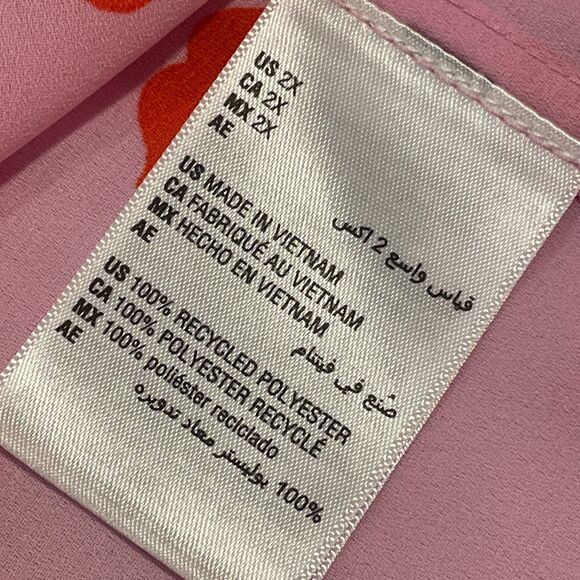 US 2X
CA 2X
MX 2X
AE قياس واسع 2 اكس
US MADE IN VIETNAM
CA FABRIQUÉ AU VIETNAM
MX HECHO EN VIETNAM
AE صُنع في فيتنام
US 100% RECYCLED POLYESTER
CA 100% POLYESTER RECYCLÉ
MX 100% poliéster reciclado
AE 100% بوليستر معاد تدويره